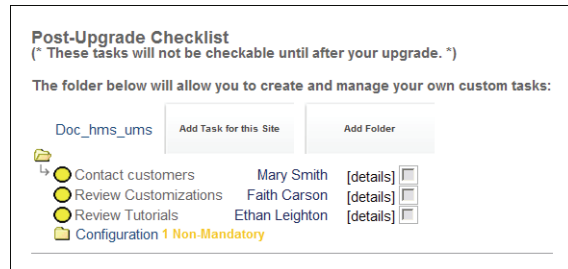 Post-Upgrade Checklist
(* These tasks will not be checkable until after your upgrade. *)
The folder below will allow you to create and manage your own custom tasks:
Doc_hms_ums Add Task for this Site Add Folder
Contact customers Mary Smith [details]
Review Customizations Faith Carson [details]
Review Tutorials Ethan Leighton [details]
Configuration 1 Non-Mandatory